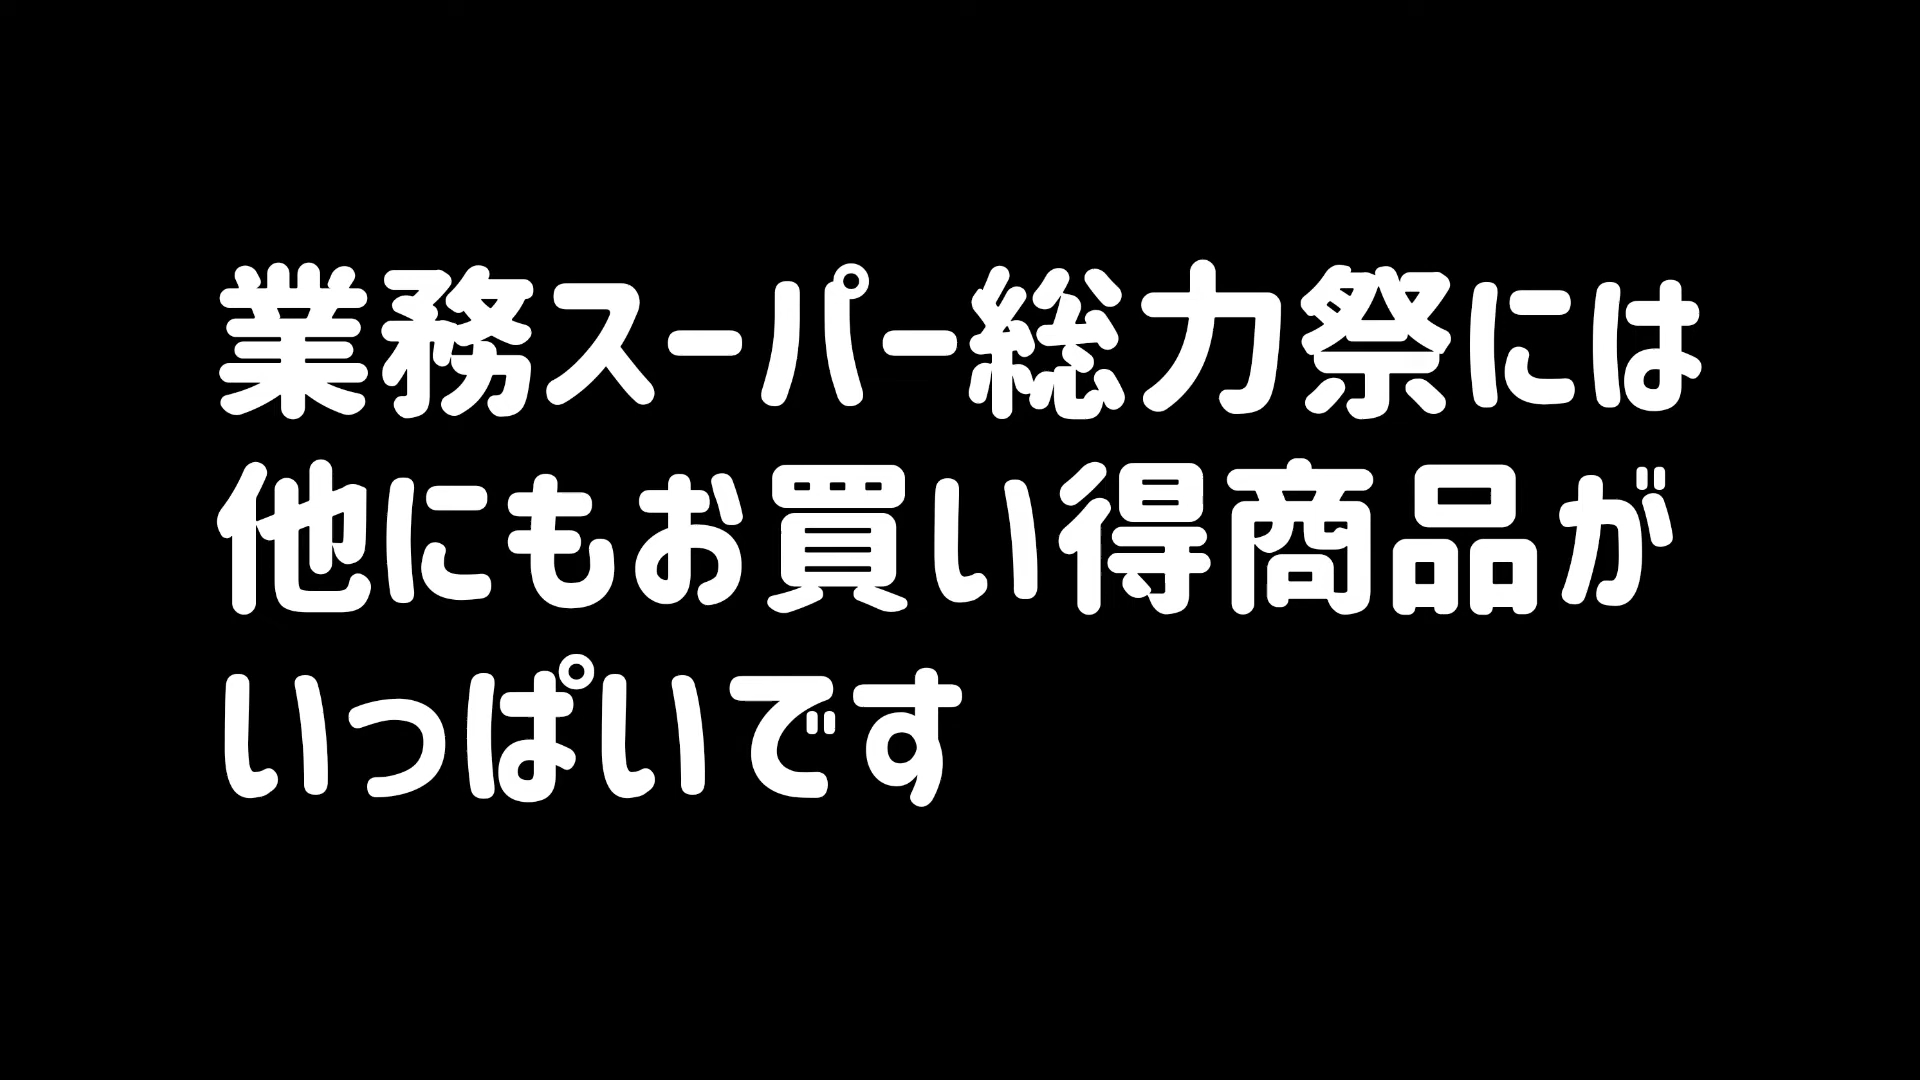 業務スーパー総力祭には
他にもお買い得商品が
いっぱいです